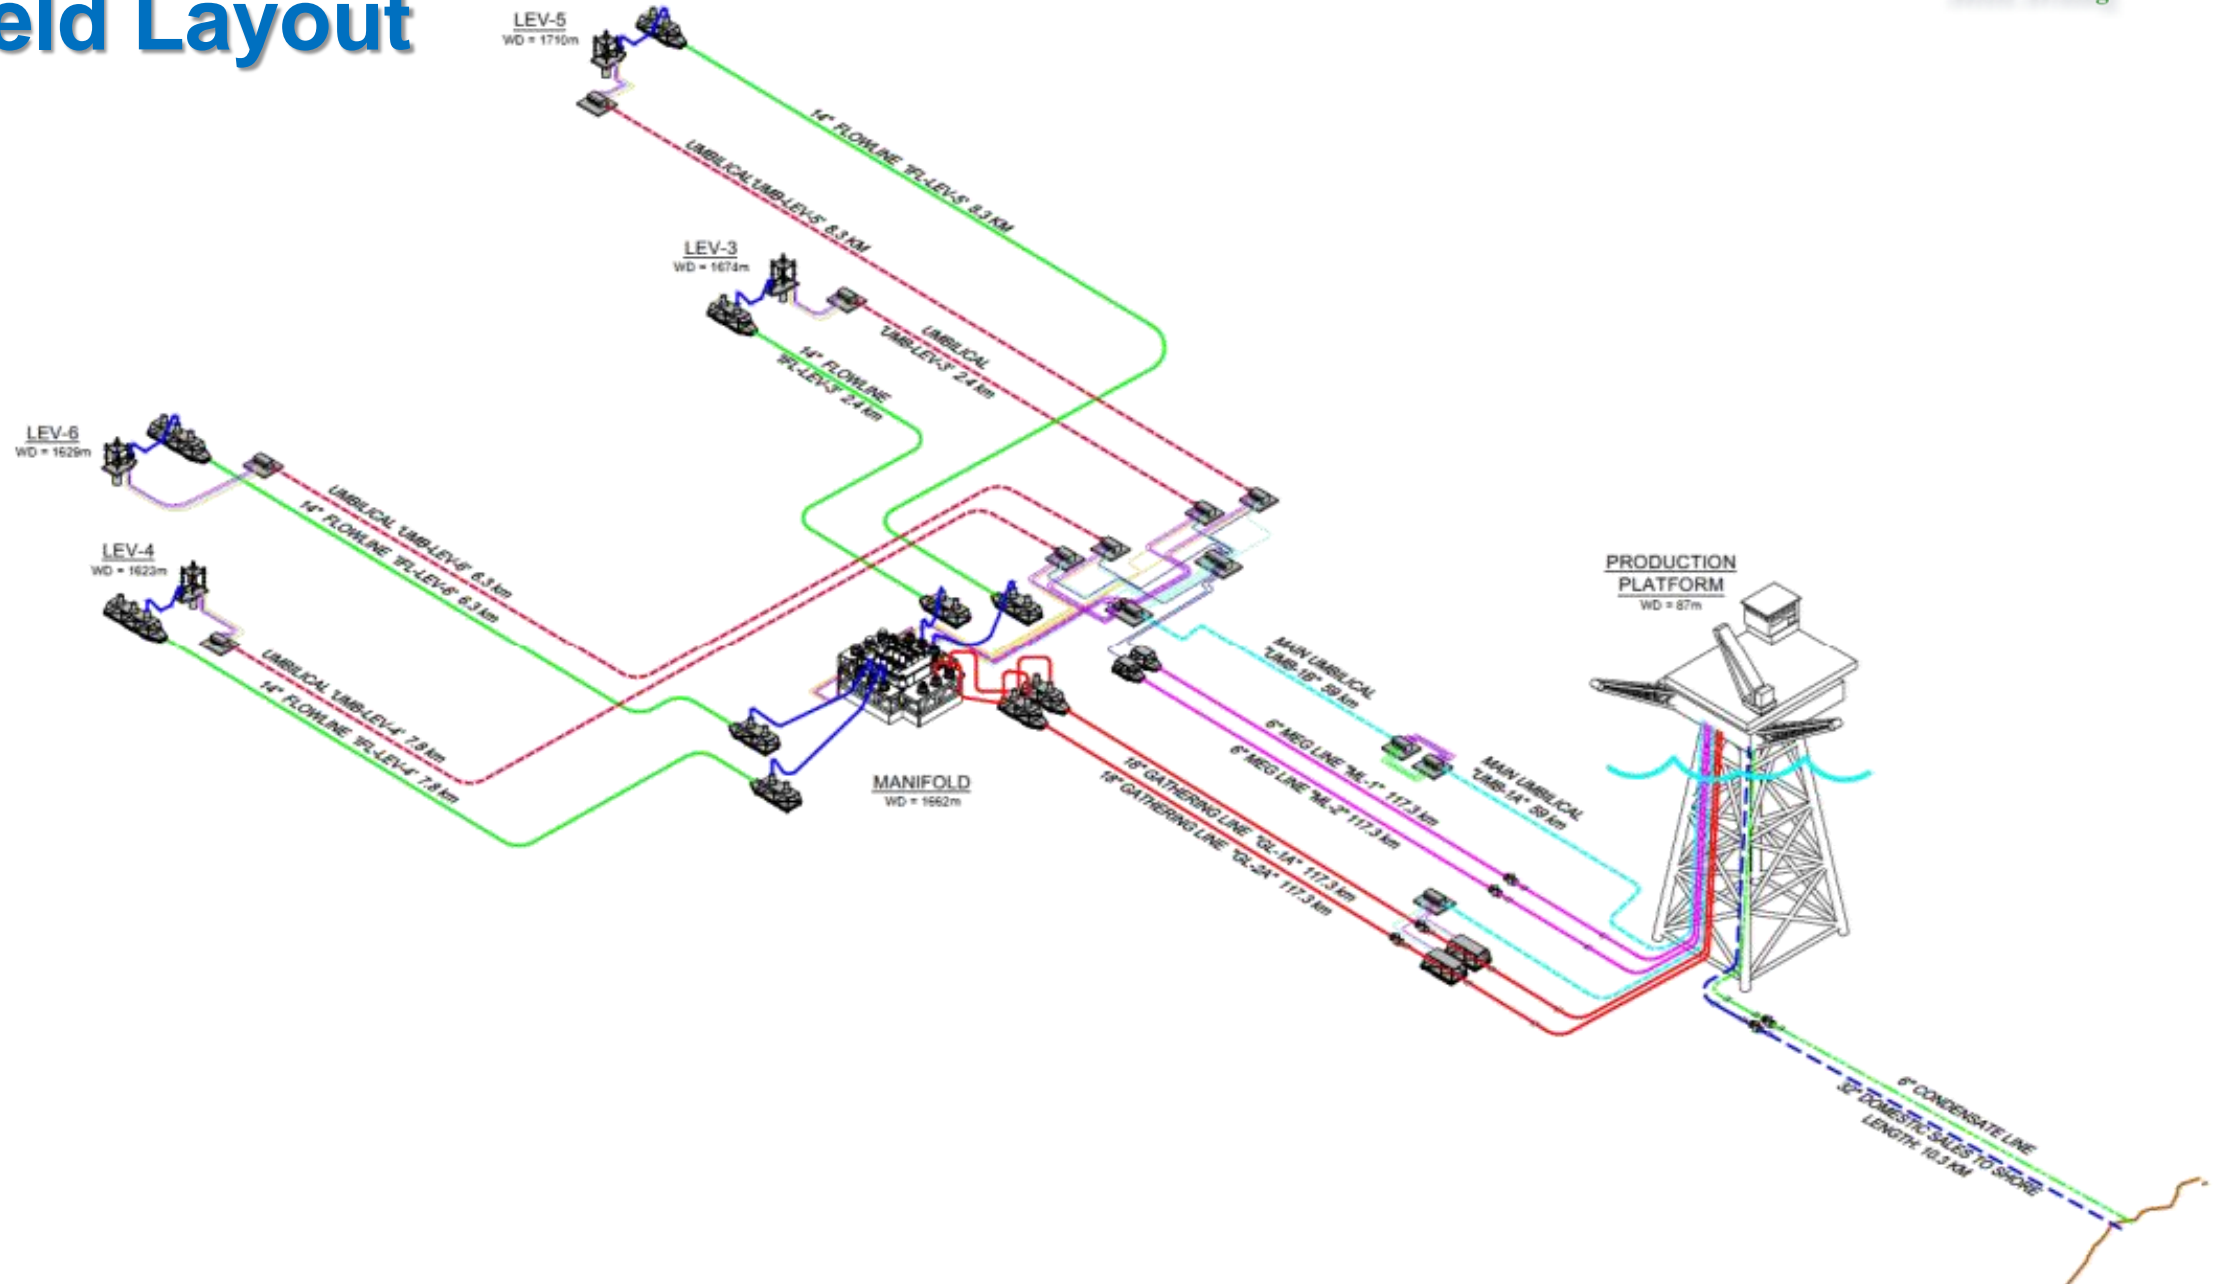 eld Layout
LEV-5
WD = 1710m
14" FLOWLINE "IFL-LEV-5" 8.3 KM
UMBILICAL "UMB-LEV-5" 8.3 KM
LEV-3
WD = 1674m
UMBILICAL
"UMB-LEV-3" 2.4 km
14" FLOWLINE
"IFL-LEV-3" 2.4 km
LEV-6
WD = 1629m
UMBILICAL "UMB-LEV-6" 6.3 km
14" FLOWLINE "IFL-LEV-6" 6.3 km
LEV-4
WD = 1623m
UMBILICAL "UMB-LEV-4" 7.8 km
14" FLOWLINE "IFL-LEV-4" 7.8 km
MANIFOLD
WD = 1662m
PRODUCTION
PLATFORM
WD = 87m
MAIN UMBILICAL
"UMB-1B" 59 km
MAIN UMBILICAL
"UMB-1A" 59 km
6" MEG LINE "ML-1" 117.3 km
6" MEG LINE "ML-2" 117.3 km
18" GATHERING LINE "GL-1A" 117.3 km
18" GATHERING LINE "GL-2A" 117.3 km
6" CONDENSATE LINE
32" DOMESTIC SALES TO SHORE
LENGTH: 10.3 KM